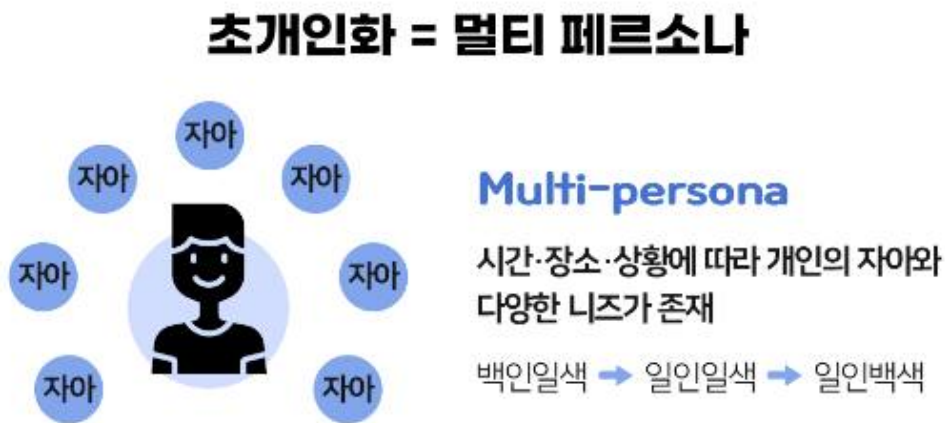 초개인화 = 멀티 페르소나
자아
자아
자아
자아
자아
자아
자아
Multi-persona
시간·장소·상황에 따라 개인의 자아와
다양한 니즈가 존재
백인일색 → 일인일색 → 일인백색